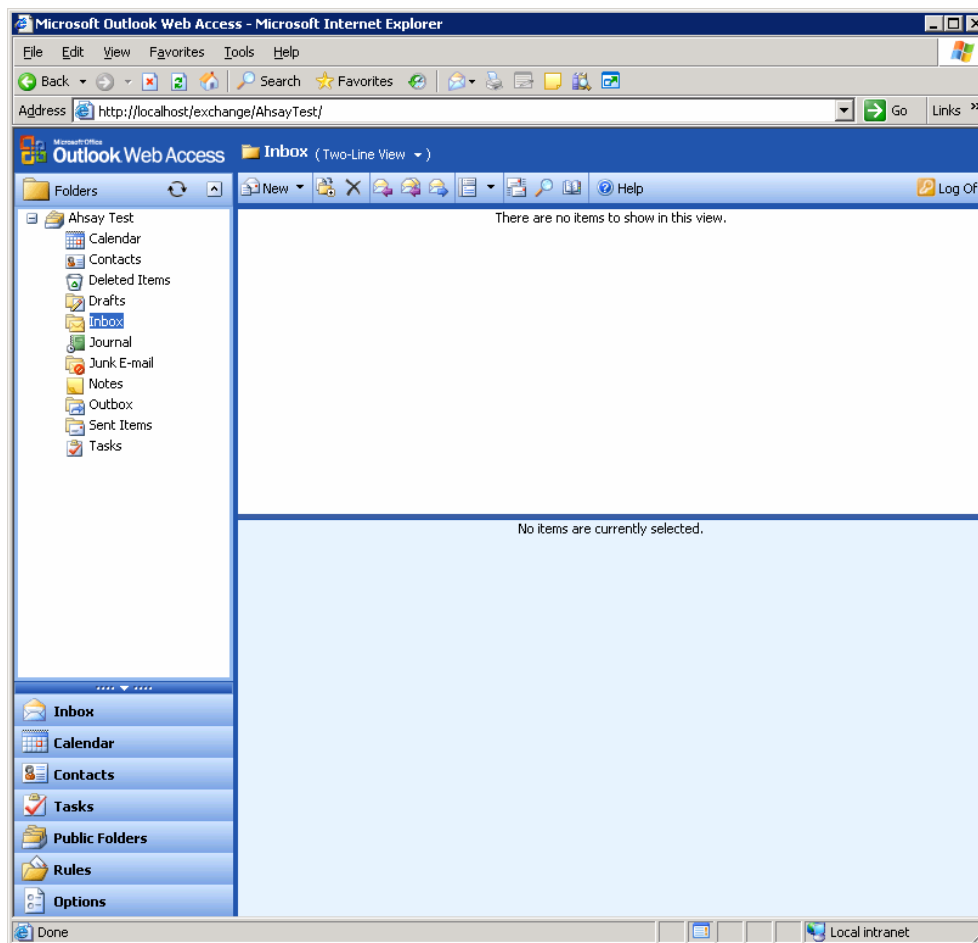 Microsoft Outlook Web Access - Microsoft Internet Explorer
File Edit View Favorites Tools Help
Back Search Favorites
Address http://localhost/exchange/AhsayTest/ Go Links »
Microsoft Office
Outlook Web Access Inbox (Two-Line View )
Folders New Help Log Of
Ahsay Test There are no items to show in this view.
Calendar
Contacts
Deleted Items
Drafts
Inbox
Journal
Junk E-mail
Notes
Outbox
Sent Items
Tasks
No items are currently selected.
Inbox
Calendar
Contacts
Tasks
Public Folders
Rules
Options
Done Local intranet